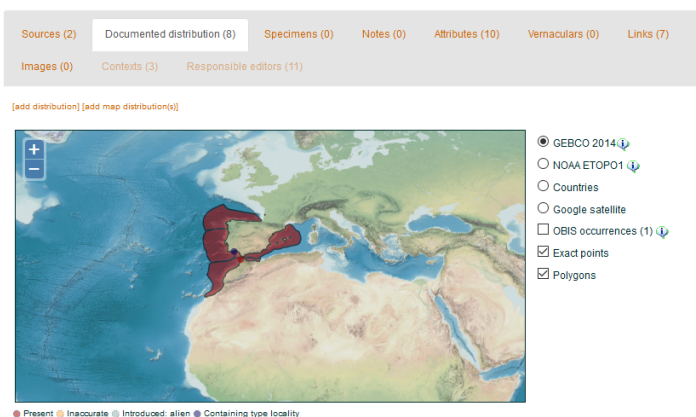 Sources (2) Documented distribution (8) Specimens (0) Notes (0) Attributes (10) Vernaculars (0) Links (7)
Images (0) Contexts (3) Responsible editors (11)
[add distribution] [add map distribution(s)]
+
−
GEBCO 2014
NOAA ETOPO1
Countries
Google satellite
OBIS occurrences (1)
Exact points
Polygons
Present Inaccurate Introduced: alien Containing type locality